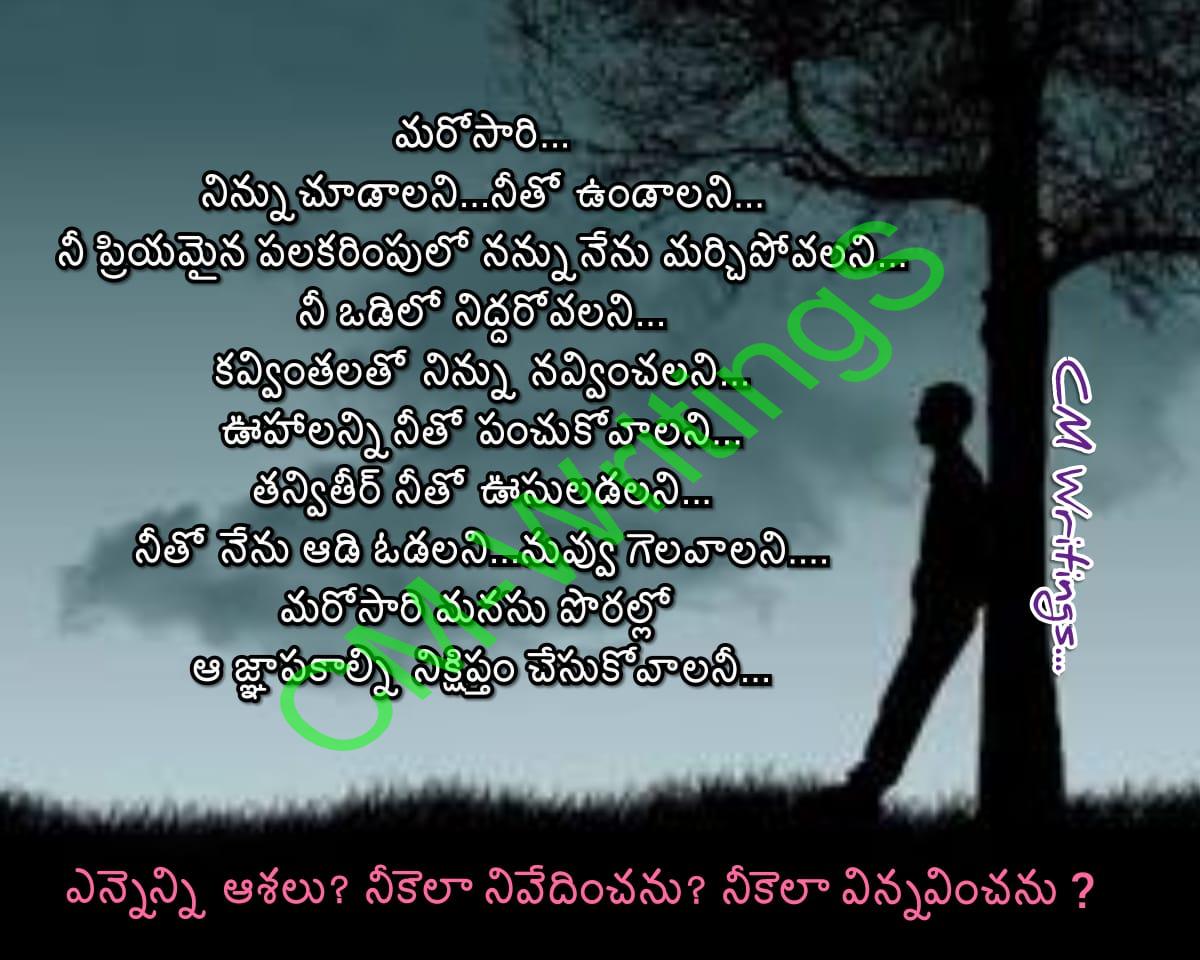 మరోసారి...
నిన్ను చూడాలని...నీతో ఉండాలని...
నీ ప్రియమైన పలకరింపులో నన్ను నేను మర్చిపోవలని...
నీ ఒడిలో నిద్దరోవలని...
కవ్వింతలతో నిన్ను నవ్వించలని...
ఊహాలన్ని నీతో పంచుకోవాలని...
తన్వితీర్ నీతో ఊసులడలని...
నీతో నేను ఆడి ఓడలని...నువ్వు గెలవాలని....
మరోసారి మనసు పొరల్లో
ఆ జ్ఞాపకాల్ని నిక్షిప్తం చేసుకోవాలనీ...
CM-WritingS
CM Writings...
ఎన్నెన్ని ఆశలు? నీకెలా నివేదించను? నీకెలా విన్నవించను ?